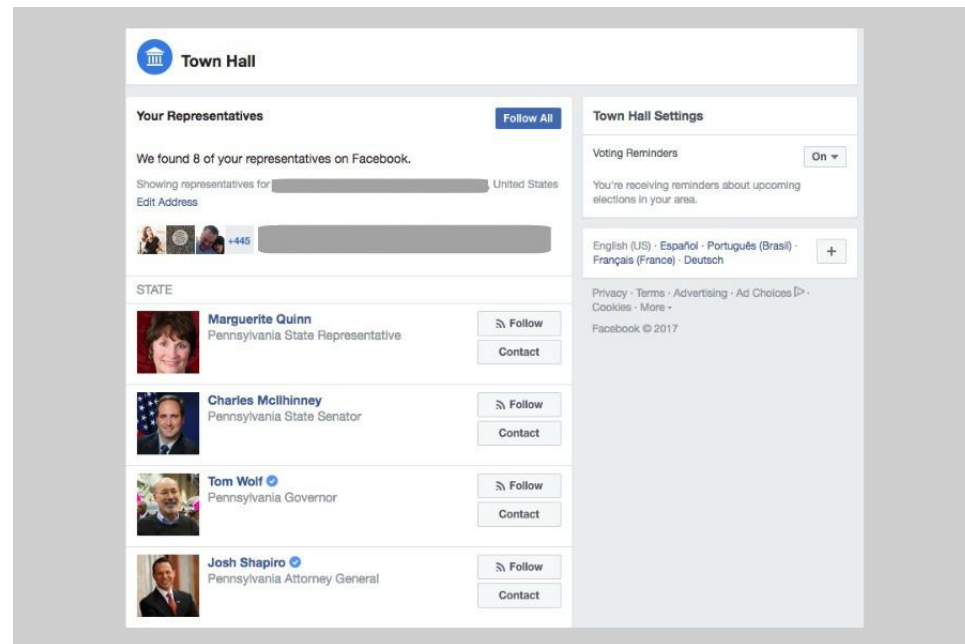 Town Hall
Your Representatives
Follow All
We found 8 of your representatives on Facebook.
Showing representatives for , United States
Edit Address
+445
STATE
Marguerite Quinn
Pennsylvania State Representative
Follow
Contact
Charles McIlhinney
Pennsylvania State Senator
Follow
Contact
Tom Wolf
Pennsylvania Governor
Follow
Contact
Josh Shapiro
Pennsylvania Attorney General
Follow
Contact
Town Hall Settings
Voting Reminders
On
You're receiving reminders about upcoming
elections in your area.
English (US) · Español · Português (Brasil) ·
Français (France) · Deutsch
+
Privacy · Terms · Advertising · Ad Choices ·
Cookies · More
Facebook © 2017